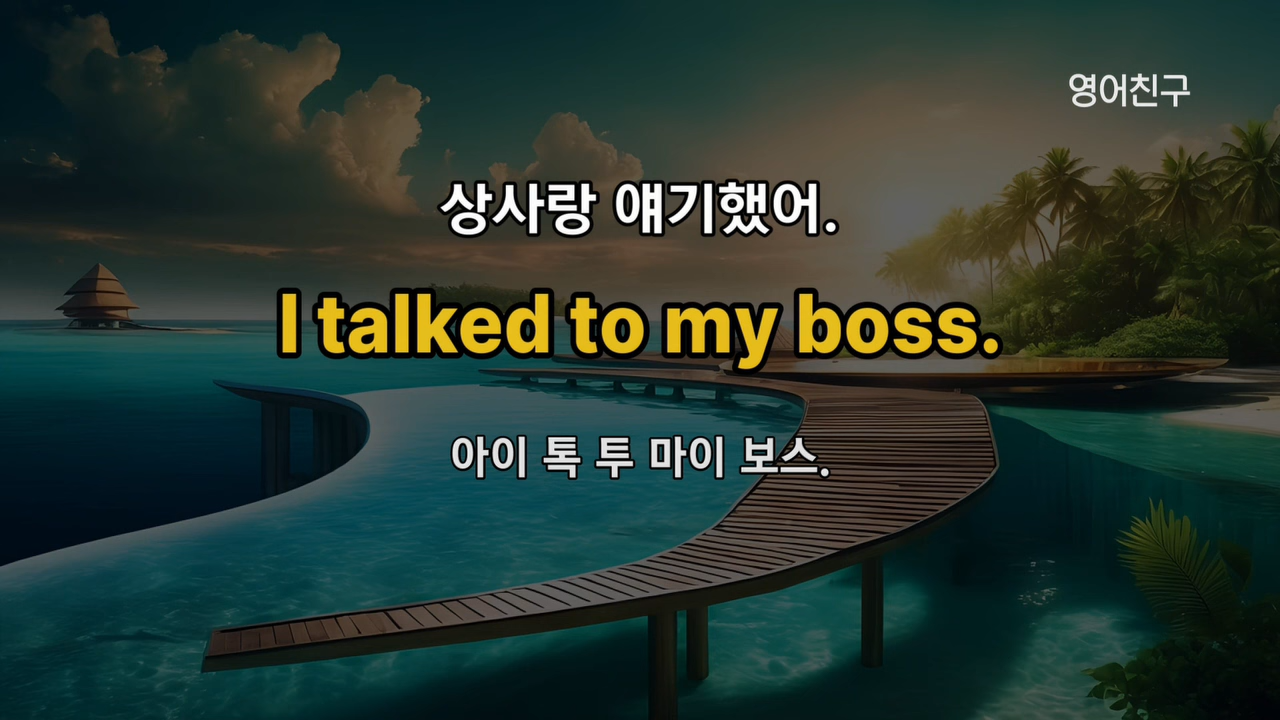 영어친구
상사랑 얘기했어.
I talked to my boss.
아이 톡 투 마이 보스.